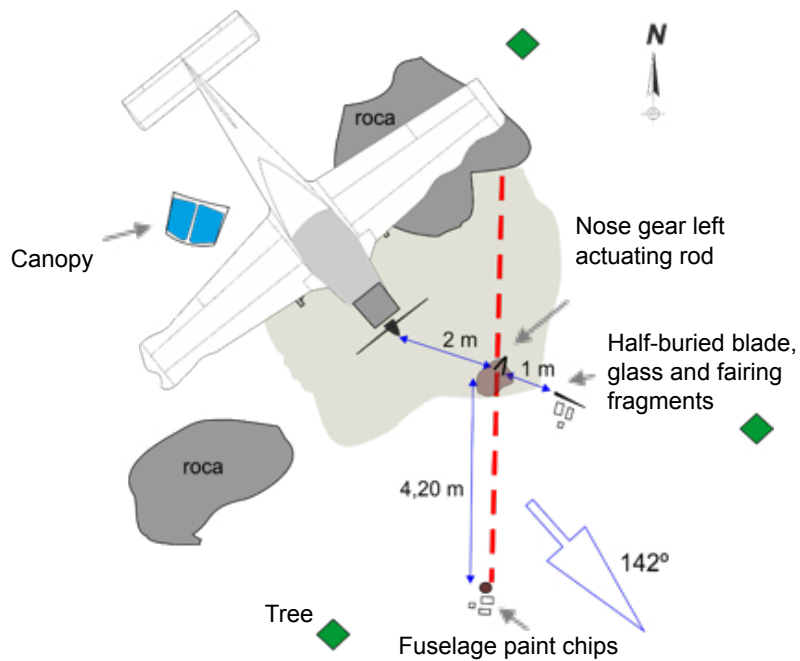 N
roca
Nose gear left
actuating rod
Canopy
2 m
Half-buried blade,
glass and fairing
fragments
1 m
roca
4,20 m
142º
Tree
Fuselage paint chips